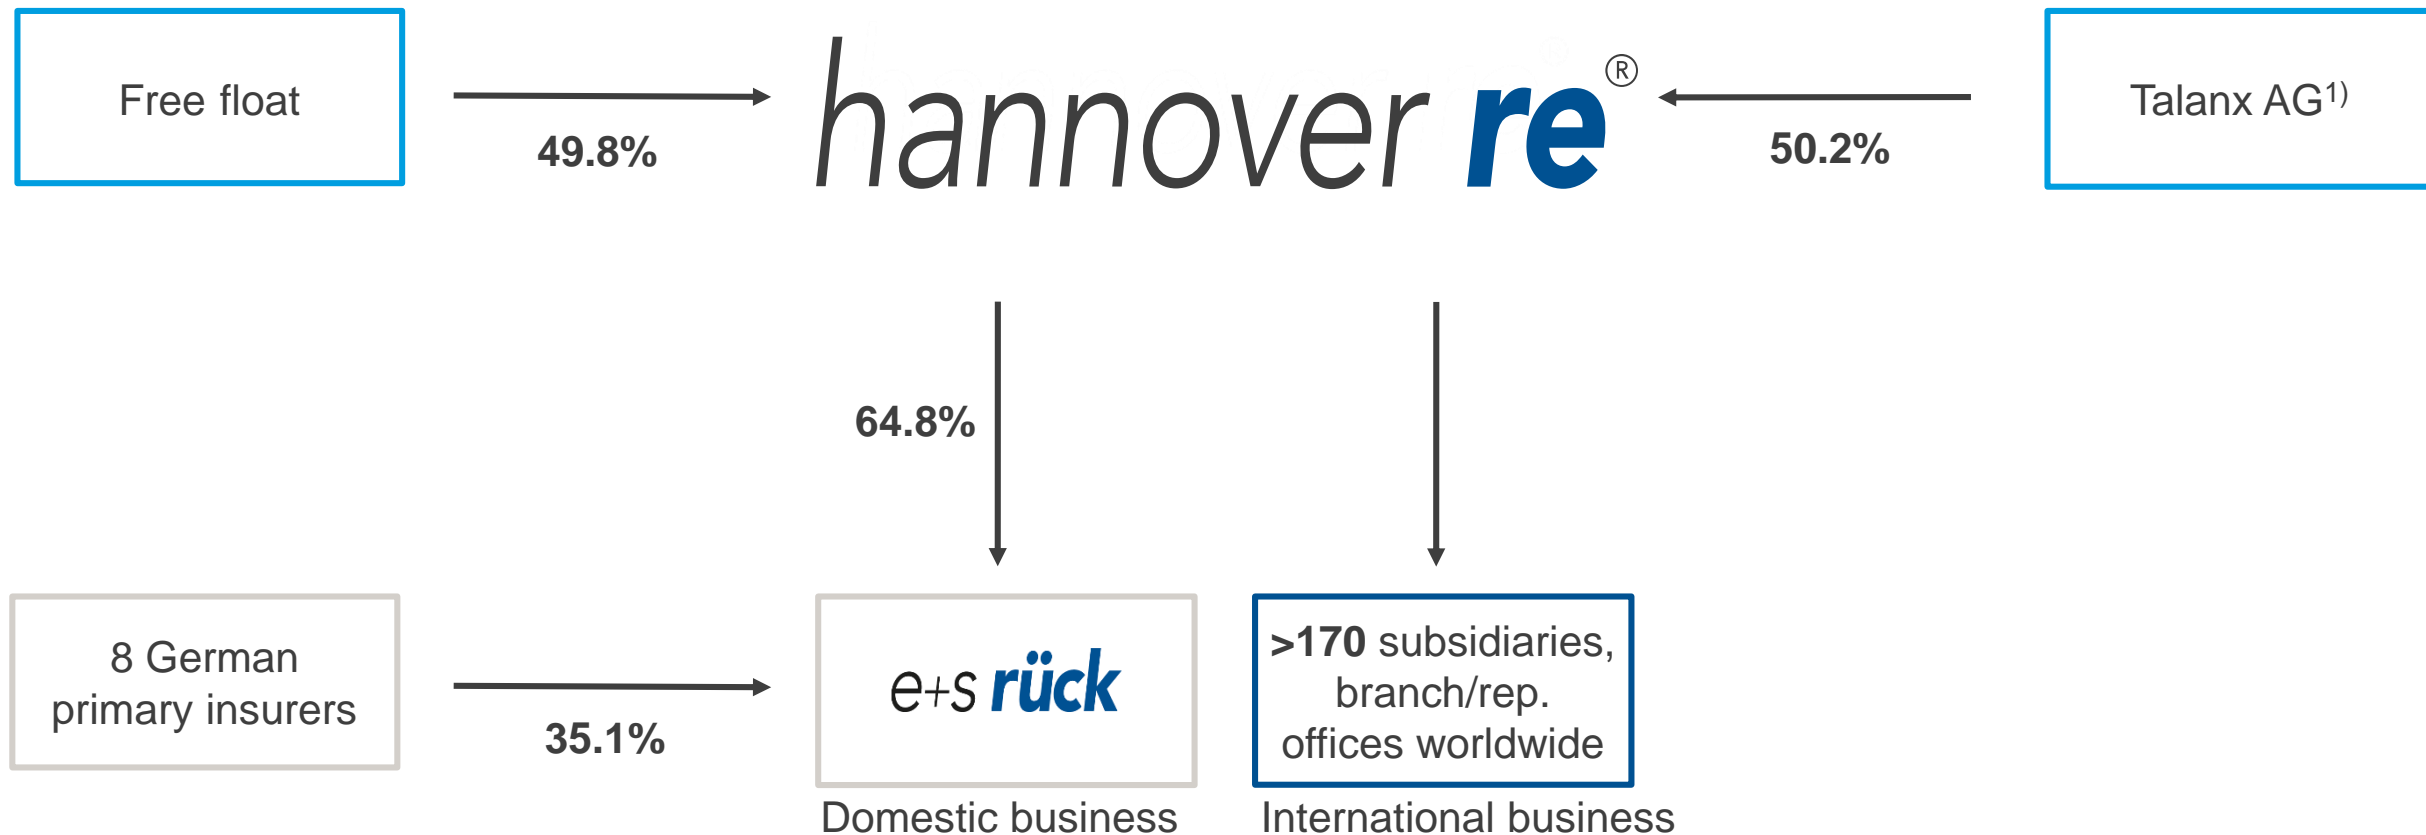 Free float
49.8%
hannover re®
50.2%
Talanx AG¹⁾
64.8%
8 German
primary insurers
35.1%
e+s rück
Domestic business
>170 subsidiaries,
branch/rep.
offices worldwide
International business